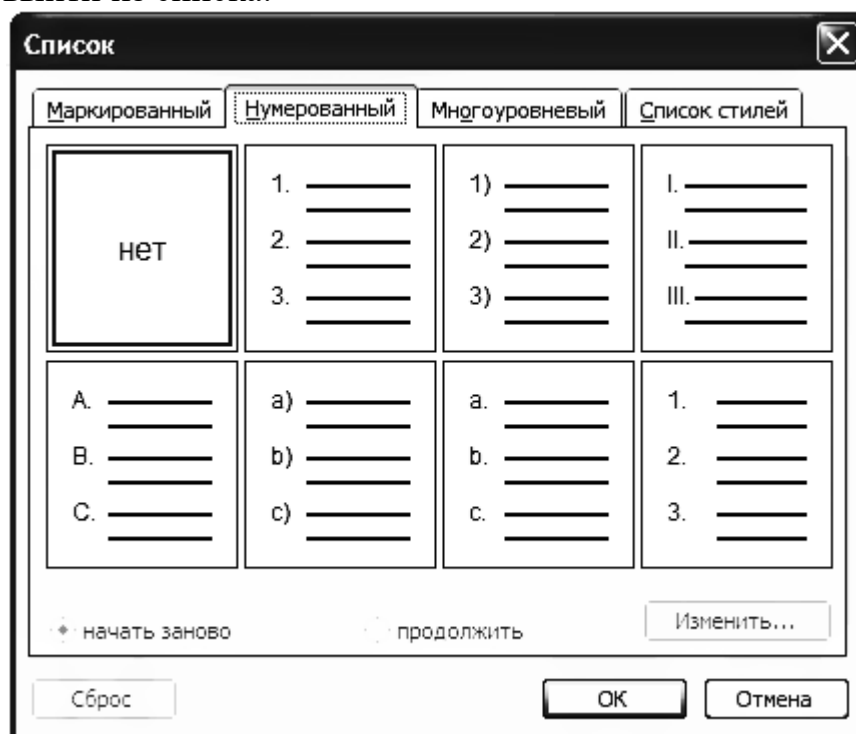 Список
Маркированный Нумерованный Многоуровневый Список стилей
нет
1.
2.
3.
1)
2)
3)
I.
II.
III.
A.
B.
C.
a)
b)
c)
a.
b.
c.
1.
2.
3.
начать заново продолжить Изменить...
Сброс ОК Отмена